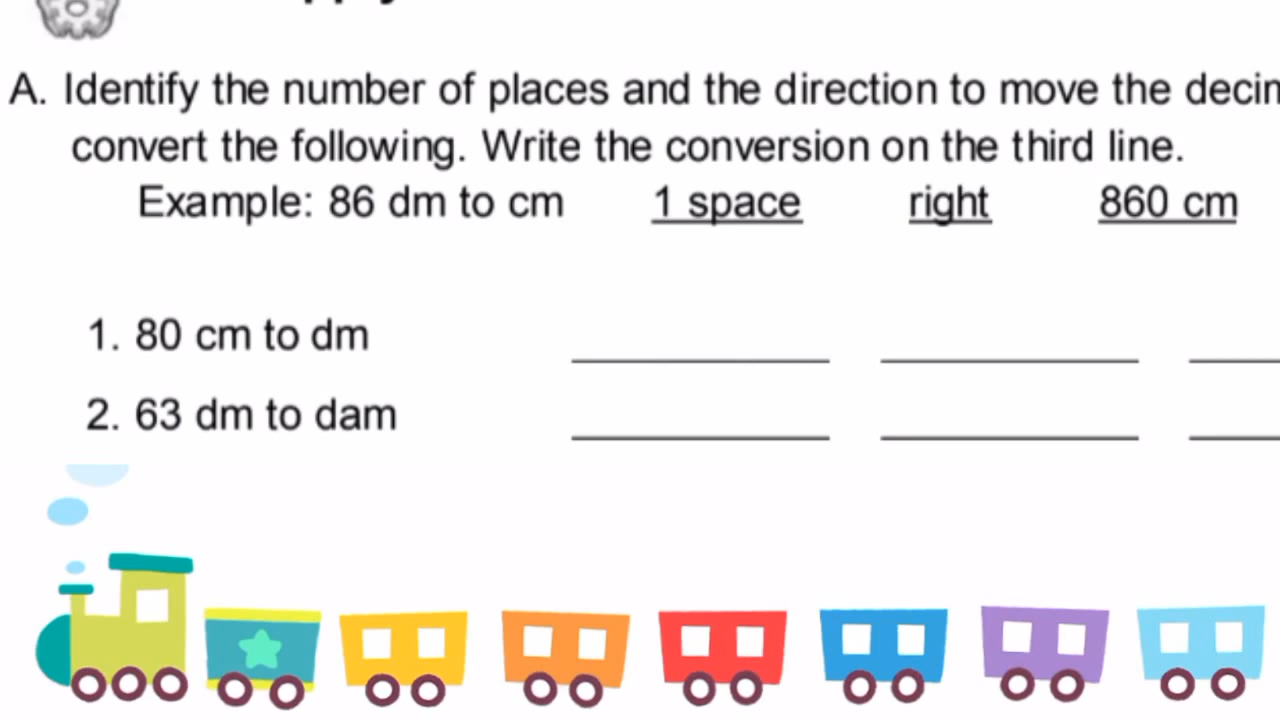 A. Identify the number of places and the direction to move the decim
convert the following. Write the conversion on the third line.
Example: 86 dm to cm 1 space right 860 cm
1. 80 cm to dm
2. 63 dm to dam